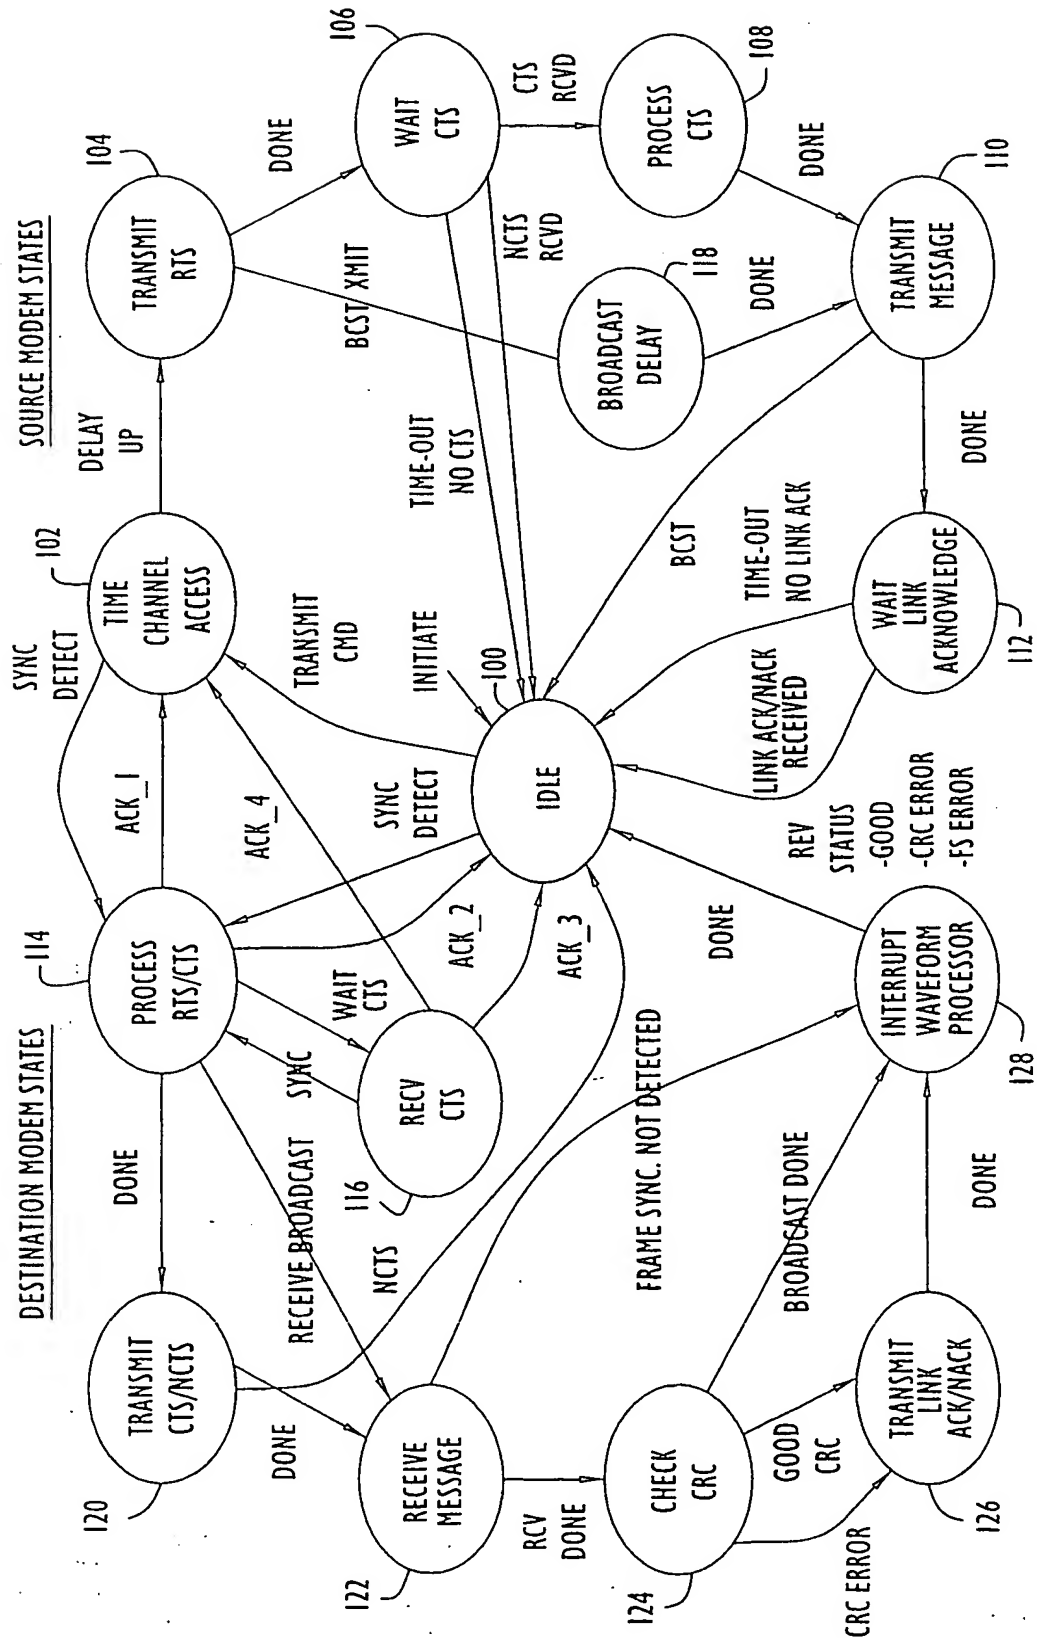 DESTINATION MODEM STATES
SOURCE MODEM STATES
120
TRANSMIT
CTS/NCTS
DONE
114
PROCESS
RTS/CTS
SYNC
DETECT
ACK_1
102
TIME
CHANNEL
ACCESS
DELAY
UP
104
TRANSMIT
RTS
DONE
106
WAIT
CTS
CTS
RCVD
108
PROCESS
CTS
DONE
110
TRANSMIT
MESSAGE
BCST XMIT
NCTS
RCVD
118
BROADCAST
DELAY
DONE
TIME-OUT
NO CTS
ACK_4
TRANSMIT
CMD
INITIATE
100
IDLE
SYNC
DETECT
ACK_2
WAIT
CTS
SYNC
RECV
CTS
116
ACK_3
RECEIVE BROADCAST
NCTS
DONE
122
RECEIVE
MESSAGE
FRAME SYNC. NOT DETECTED
RCV
DONE
124
CHECK
CRC
BROADCAST DONE
GOOD
CRC
CRC ERROR
126
TRANSMIT
LINK
ACK/NACK
DONE
128
INTERRUPT
WAVEFORM
PROCESSOR
DONE
REV
STATUS
-GOOD
-CRC ERROR
-FS ERROR
LINK ACK/NACK
RECEIVED
TIME-OUT
NO LINK ACK
BCST
112
WAIT
LINK
ACKNOWLEDGE
DONE